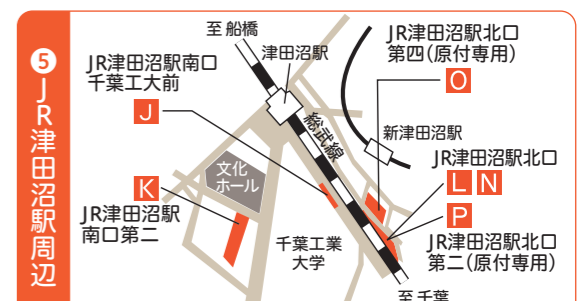 ❺JR津田沼駅周辺
至 船橋
津田沼駅
JR津田沼駅南口
千葉工大前
J
JR津田沼駅北口
第四(原付専用)
O
総武線
新津田沼駅
文化
ホール
K
JR津田沼駅
南口第二
JR津田沼駅北口
L N
P
JR津田沼駅北口
第二(原付専用)
千葉工業
大学
至 千葉